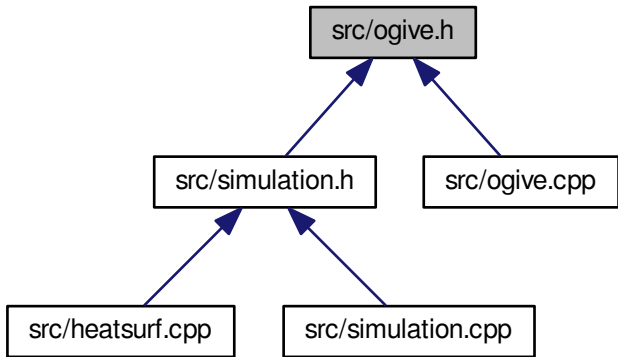 src/ogive.h
src/simulation.h
src/ogive.cpp
src/heatsurf.cpp
src/simulation.cpp